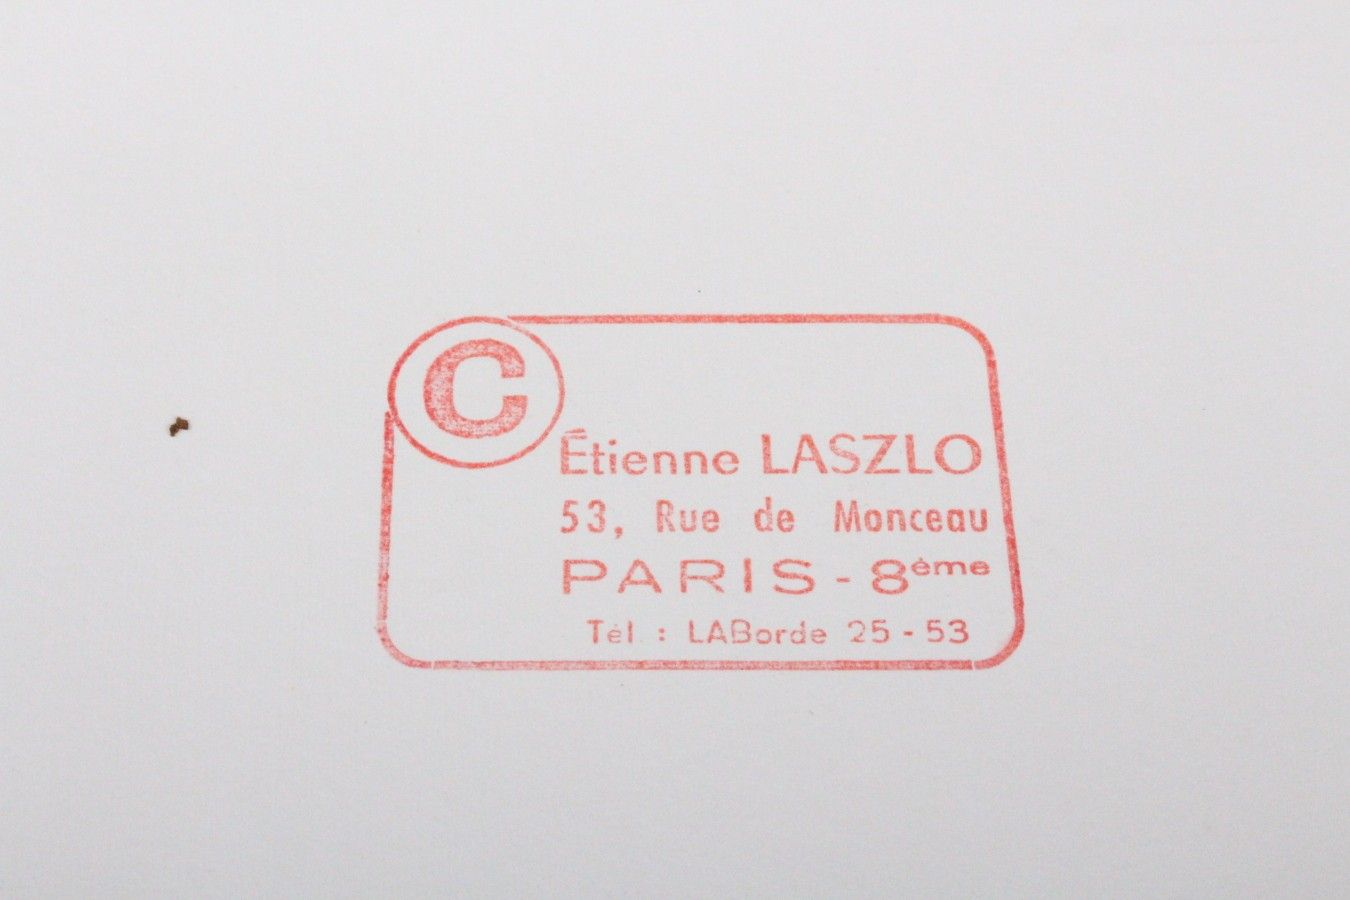 C
Étienne LASZLO
53, Rue de Monceau
PARIS - 8ème
Tél : LABorde 25 - 53